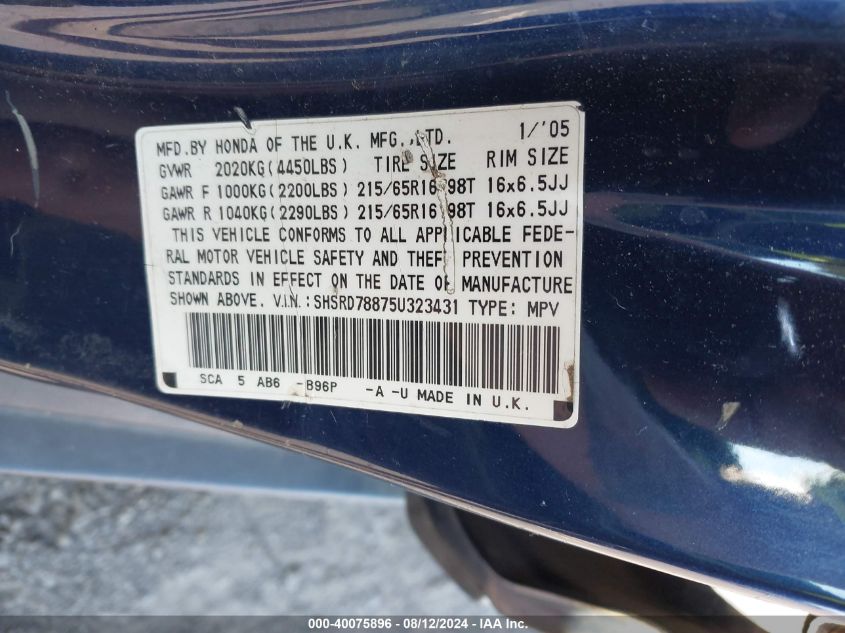 MFD.BY HONDA OF THE U.K. MFG.,LTD. 1/'05
GVWR 2020KG(4450LBS) TIRE SIZE RIM SIZE
GAWR F 1000KG(2200LBS) 215/65R16 98T 16x6.5JJ
GAWR R 1040KG(2290LBS) 215/65R16 98T 16x6.5JJ
THIS VEHICLE CONFORMS TO ALL APPLICABLE FEDE-
RAL MOTOR VEHICLE SAFETY AND THEFT PREVENTION
STANDARDS IN EFFECT ON THE DATE OF MANUFACTURE
SHOWN ABOVE. V.I.N.:SHSRD78875U323431 TYPE: MPV
SCA 5 AB6 -B96P -A -U MADE IN U.K.
000-40075896 - 08/12/2024 - IAA Inc.